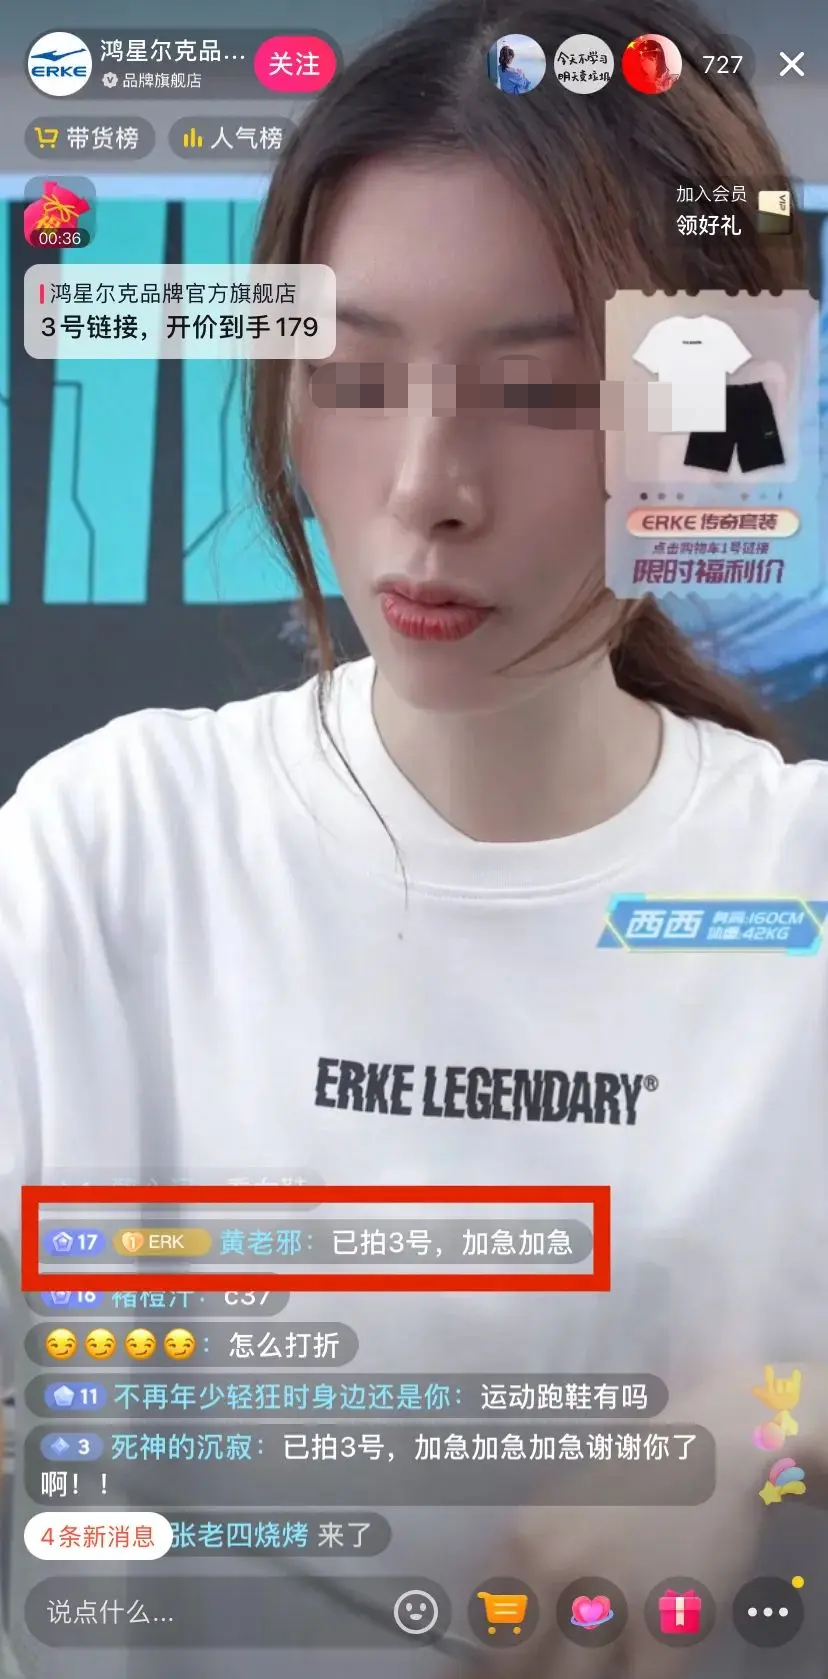 ERKE
鸿星尔克品...
品牌旗舰店
关注
今天不学习
明天变垃圾
727
带货榜
人气榜
00:36
加入会员
领好礼
VIP
鸿星尔克品牌官方旗舰店
3号链接，开价到手179
ERKE 传奇套装
点击购物车1号链接
限时福利价
西西
身高:160CM
体重:42KG
ERKE LEGENDARY®
17 1 ERK 黄老邪：已拍3号，加急加急
16 褚橙汁：c37
😏😏😏😏：怎么打折
11 不再年少轻狂时身边还是你：运动跑鞋有吗
3 死神的沉寂：已拍3号，加急加急加急谢谢你了
啊！！
4条新消息
张老四烧烤 来了
说点什么...